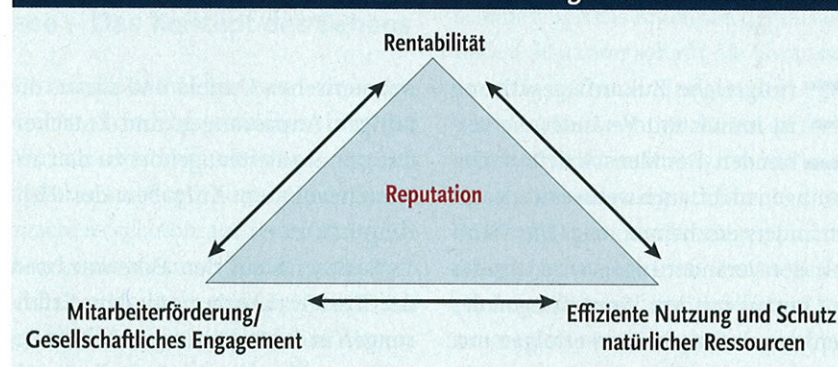 Rentabilität
Reputation
Mitarbeiterförderung/
Gesellschaftliches Engagement
Effiziente Nutzung und Schutz
natürlicher Ressourcen